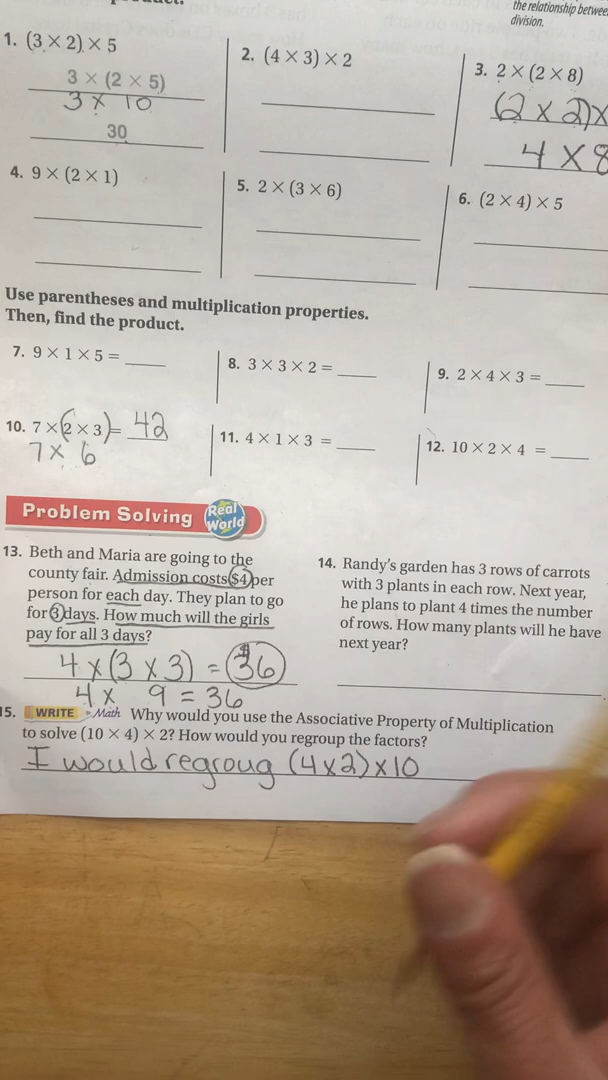 the relationship betwee
division.
1. (3 × 2) × 5
3 × (2 × 5)
3 × 10
30
2. (4 × 3) × 2
3. 2 × (2 × 8)
(2 × 2) ×
4 × 8
4. 9 × (2 × 1)
5. 2 × (3 × 6)
6. (2 × 4) × 5
Use parentheses and multiplication properties.
Then, find the product.
7. 9 × 1 × 5 =
8. 3 × 3 × 2 =
9. 2 × 4 × 3 =
10. 7 × (2 × 3) = 42
7 × 6
11. 4 × 1 × 3 =
12. 10 × 2 × 4 =
Problem Solving Real World
13. Beth and Maria are going to the
county fair. Admission costs $4 per
person for each day. They plan to go
for 3 days. How much will the girls
pay for all 3 days?
4 × (3 × 3) = $36
4 × 9 = 36
14. Randy's garden has 3 rows of carrots
with 3 plants in each row. Next year,
he plans to plant 4 times the number
of rows. How many plants will he have
next year?
15. WRITE Math Why would you use the Associative Property of Multiplication
to solve (10 × 4) × 2? How would you regroup the factors?
I would regroug (4x2)x10